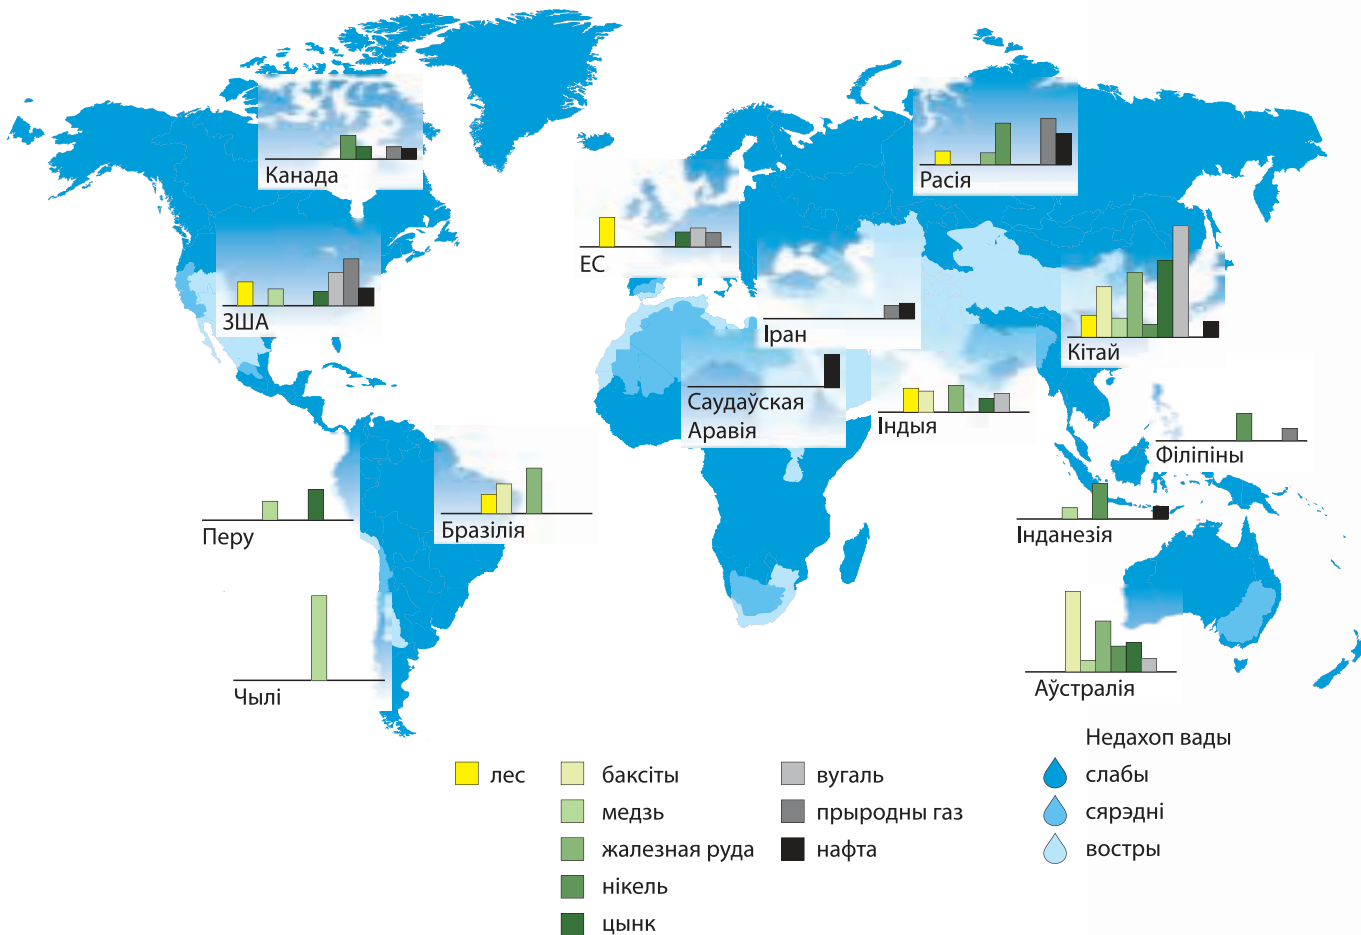 Канада
Расія
ЕС
ЗША
Іран
Кітай
Саудаўская
Аравія
Індыя
Філіпіны
Перу
Бразілія
Інданезія
Чылі
Аўстралія
Недахоп вады
лес
баксіты
вугаль
слабы
медзь
прыродны газ
сярэдні
жалезная руда
нафта
востры
нікель
цынк